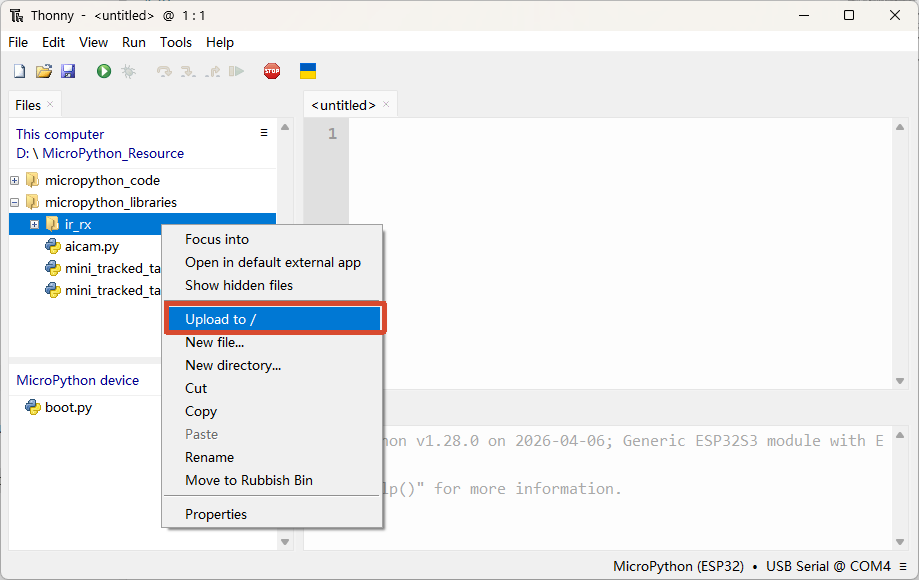 Thonny - <untitled> @ 1 : 1
File Edit View Run Tools Help
STOP
Files ×
<untitled> ×
This computer
D: \ MicroPython_Resource
micropython_code
micropython_libraries
ir_rx
aicam.py
mini_tracked_ta
mini_tracked_ta
1
Focus into
Open in default external app
Show hidden files
Upload to /
New file...
New directory...
Cut
Copy
Paste
Rename
Move to Rubbish Bin
Properties
MicroPython device
boot.py
on v1.28.0 on 2026-04-06; Generic ESP32S3 module with E
lp()" for more information.
MicroPython (ESP32) • USB Serial @ COM4 ≡